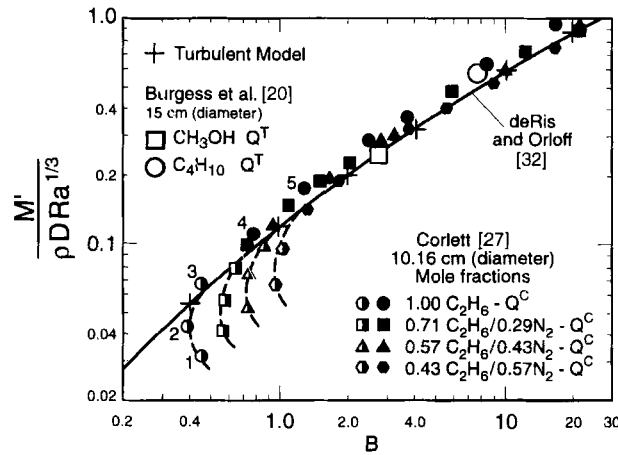 1.0
0.4
0.2
0.1
0.04
0.02
M'
ρ D Ra^1/3
Turbulent Model
Burgess et al. [20]
15 cm (diameter)
CH3OH Q^T
C4H10 Q^T
deRis
and Orloff
[32]
5
4
3
2
1
Corlett [27]
10.16 cm (diameter)
Mole fractions
1.00 C2H6 - Q^C
0.71 C2H6/0.29N2 - Q^C
0.57 C2H6/0.43N2 - Q^C
0.43 C2H6/0.57N2 - Q^C
0.2 0.4 1.0 2.0 4.0 10 20 30
B